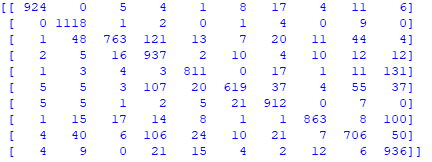 [[ 924 0 5 4 1 8 17 4 11 6]
[ 0 1118 1 2 0 1 4 0 9 0]
[ 1 48 763 121 13 7 20 11 44 4]
[ 2 5 16 937 2 10 4 10 12 12]
[ 1 3 4 3 811 0 17 1 11 131]
[ 5 5 3 107 20 619 37 4 55 37]
[ 5 5 1 2 5 21 912 0 7 0]
[ 1 15 17 14 8 1 1 863 8 100]
[ 4 40 6 106 24 10 21 7 706 50]
[ 4 9 0 21 15 4 2 12 6 936]]